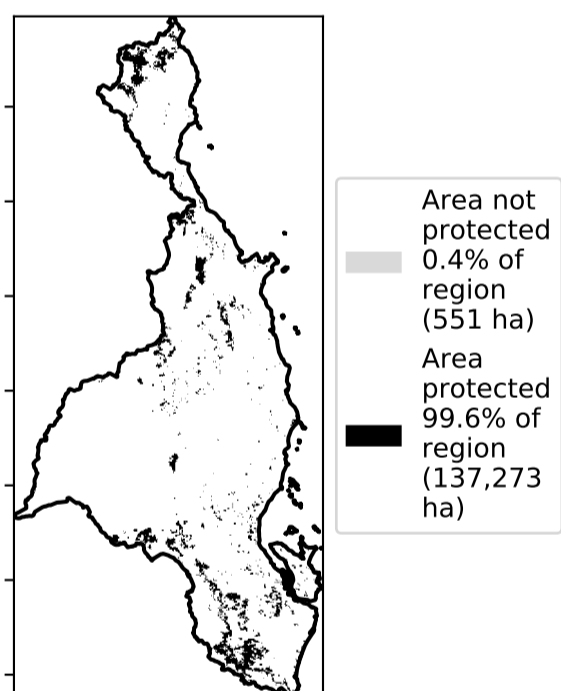 Area not
protected
0.4% of
region
(551 ha)
Area
protected
99.6% of
region
(137,273
ha)